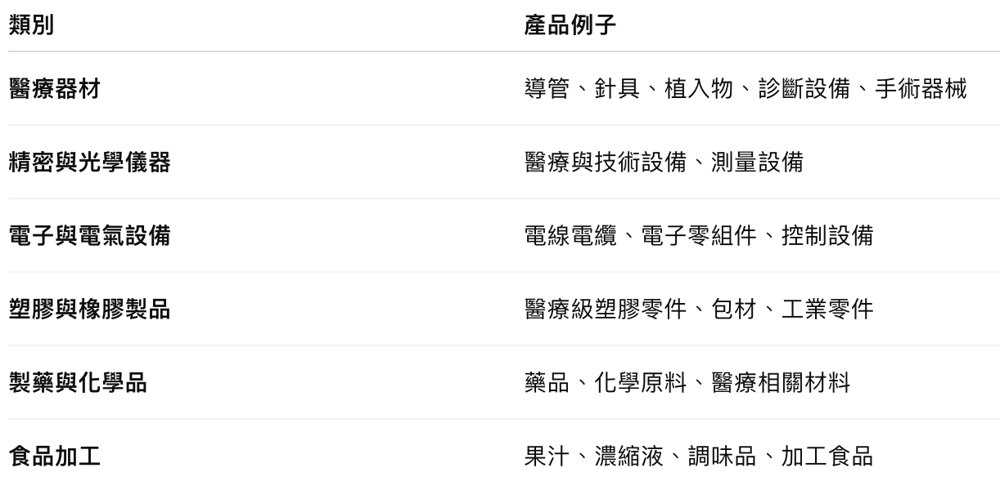 類別 產品例子
醫療器材 導管、針具、植入物、診斷設備、手術器械
精密與光學儀器 醫療與技術設備、測量設備
電子與電氣設備 電線電纜、電子零組件、控制設備
塑膠與橡膠製品 醫療級塑膠零件、包材、工業零件
製藥與化學品 藥品、化學原料、醫療相關材料
食品加工 果汁、濃縮液、調味品、加工食品